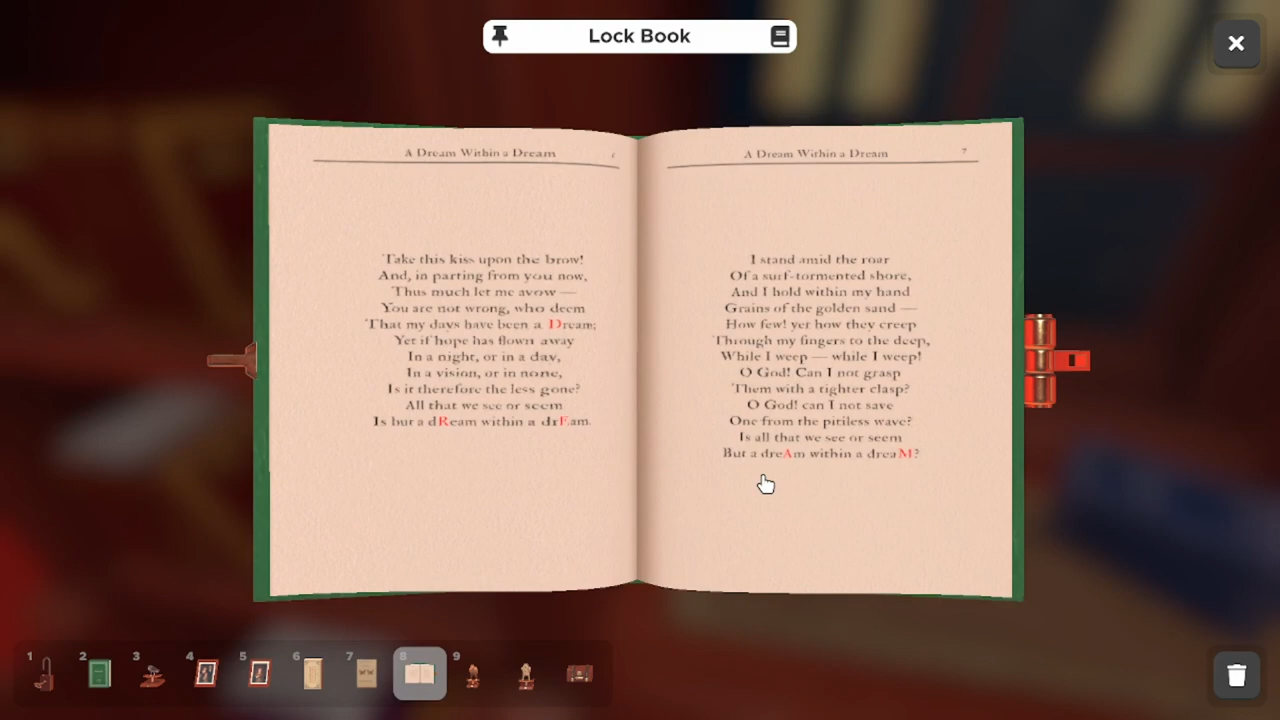 Lock Book
A Dream Within a Dream
Take this kiss upon the brow!
And, in parting from you now,
Thus much let me avow —
You are not wrong, who deem
That my days have been a Dream;
Yet if hope has flown away
In a night, or in a day,
In a vision, or in none,
Is it therefore the less gone?
All that we see or seem
Is but a dReam within a drEam.
A Dream Within a Dream 7
I stand amid the roar
Of a surf-tormented shore,
And I hold within my hand
Grains of the golden sand —
How few! yet how they creep
Through my fingers to the deep,
While I weep — while I weep!
O God! Can I not grasp
Them with a tighter clasp?
O God! can I not save
One from the pitiless wave?
Is all that we see or seem
But a dreAm within a dreaM?
1 2 3 4 5 6 7 8 9